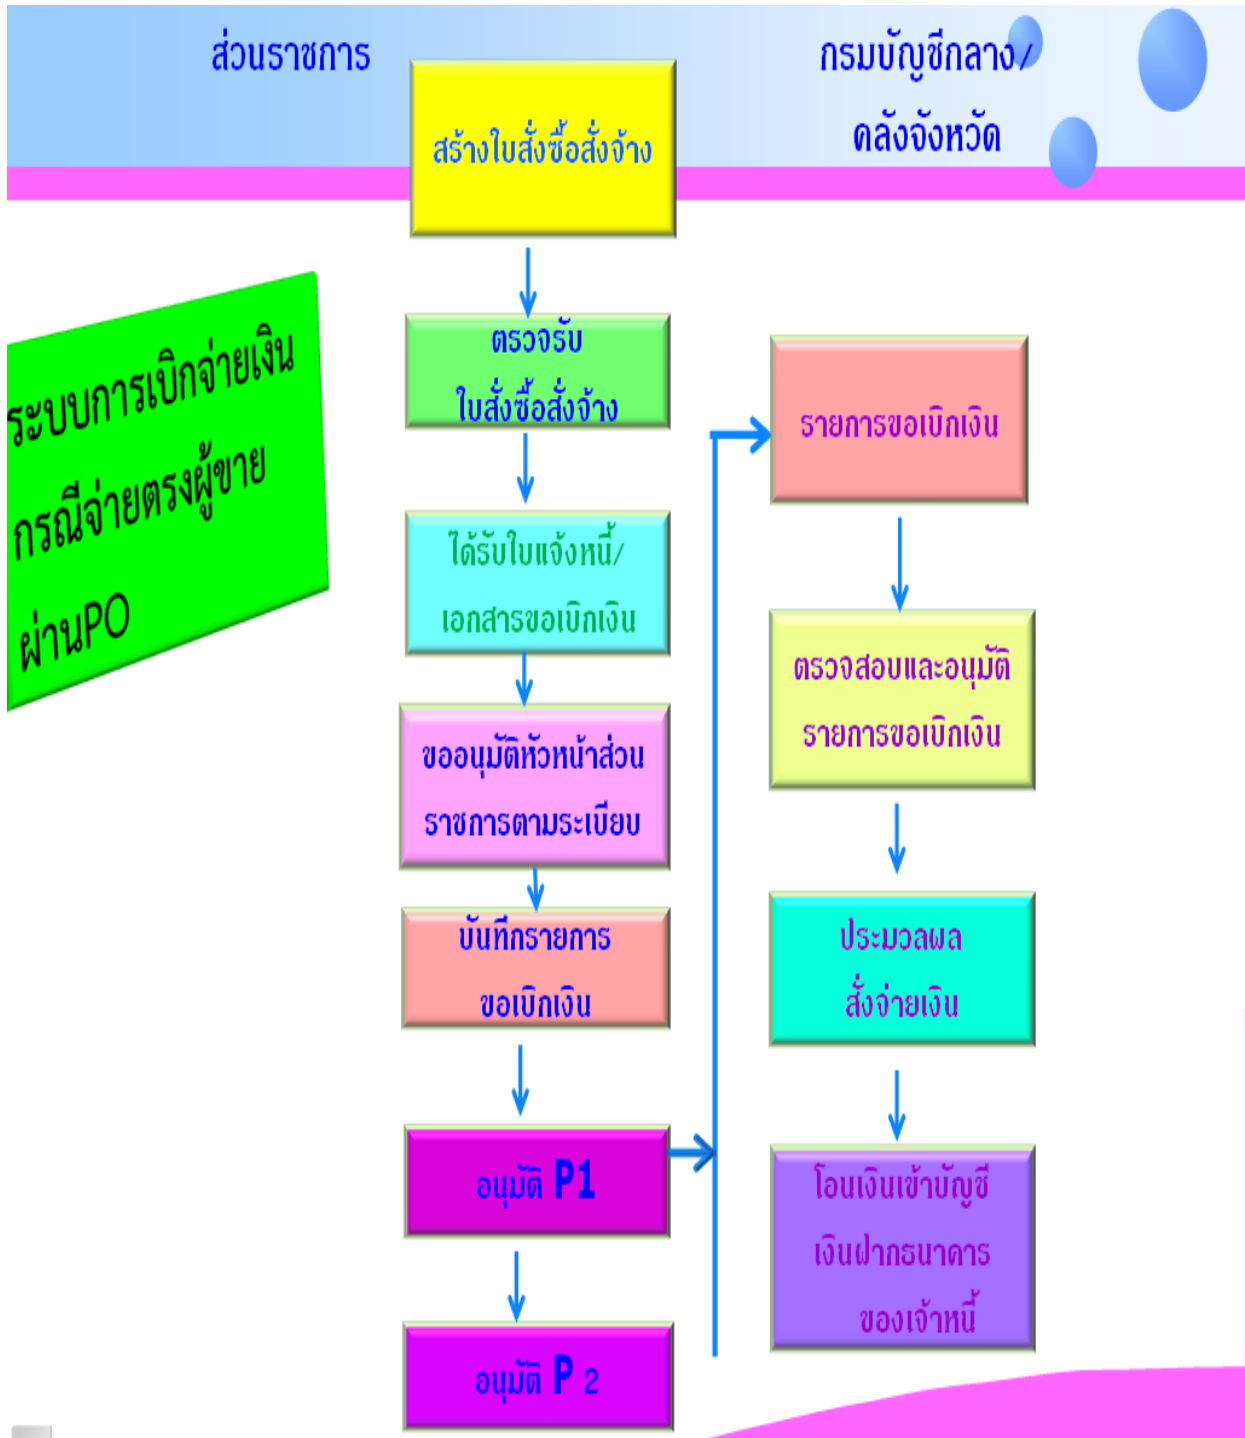 ส่วนราชการ
กรมบัญชีกลาง/
คลังจังหวัด
ระบบการเบิกจ่ายเงิน
กรณีจ่ายตรงผู้ขาย
ผ่านPO
สร้างใบสั่งซื้อสั่งจ้าง
ตรวจรับ
ใบสั่งซื้อสั่งจ้าง
ได้รับใบแจ้งหนี้/
เอกสารขอเบิกเงิน
ขออนุมัติหัวหน้าส่วน
ราชการตามระเบียบ
บันทึกรายการ
ขอเบิกเงิน
อนุมัติ P1
อนุมัติ P 2
รายการขอเบิกเงิน
ตรวจสอบและอนุมัติ
รายการขอเบิกเงิน
ประมวลผล
สั่งจ่ายเงิน
โอนเงินเข้าบัญชี
เงินฝากธนาคาร
ของเจ้าหนี้